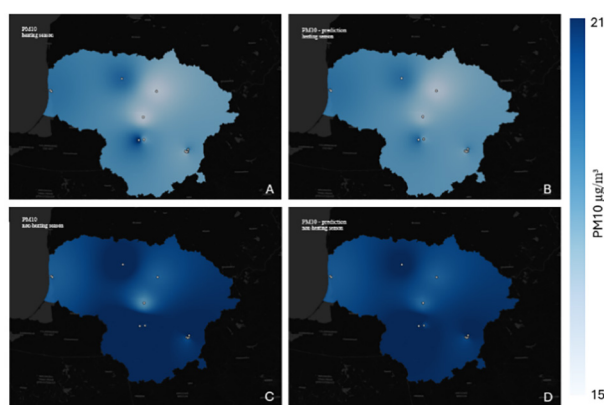 PM10
heating season
A
PM10 - prediction
heating season
B
PM10
non-heating season
C
PM10 - prediction
non heating season
D
21
PM10 µg/m³
15